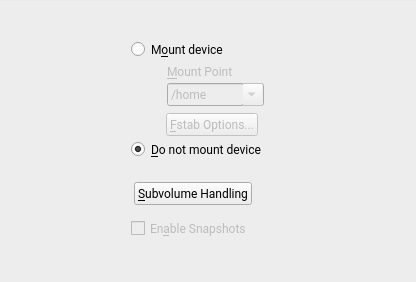 Mount device
Mount Point
/home
Fstab Options...
Do not mount device
Subvolume Handling
Enable Snapshots